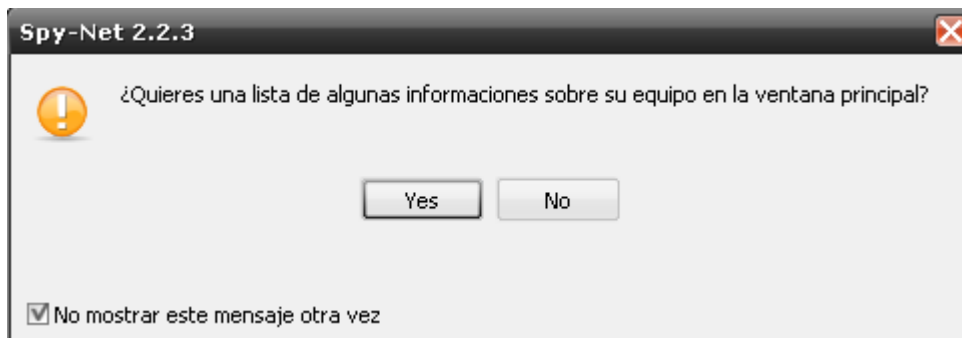 Spy-Net 2.2.3
¿Quieres una lista de algunas informaciones sobre su equipo en la ventana principal?
Yes
No
No mostrar este mensaje otra vez